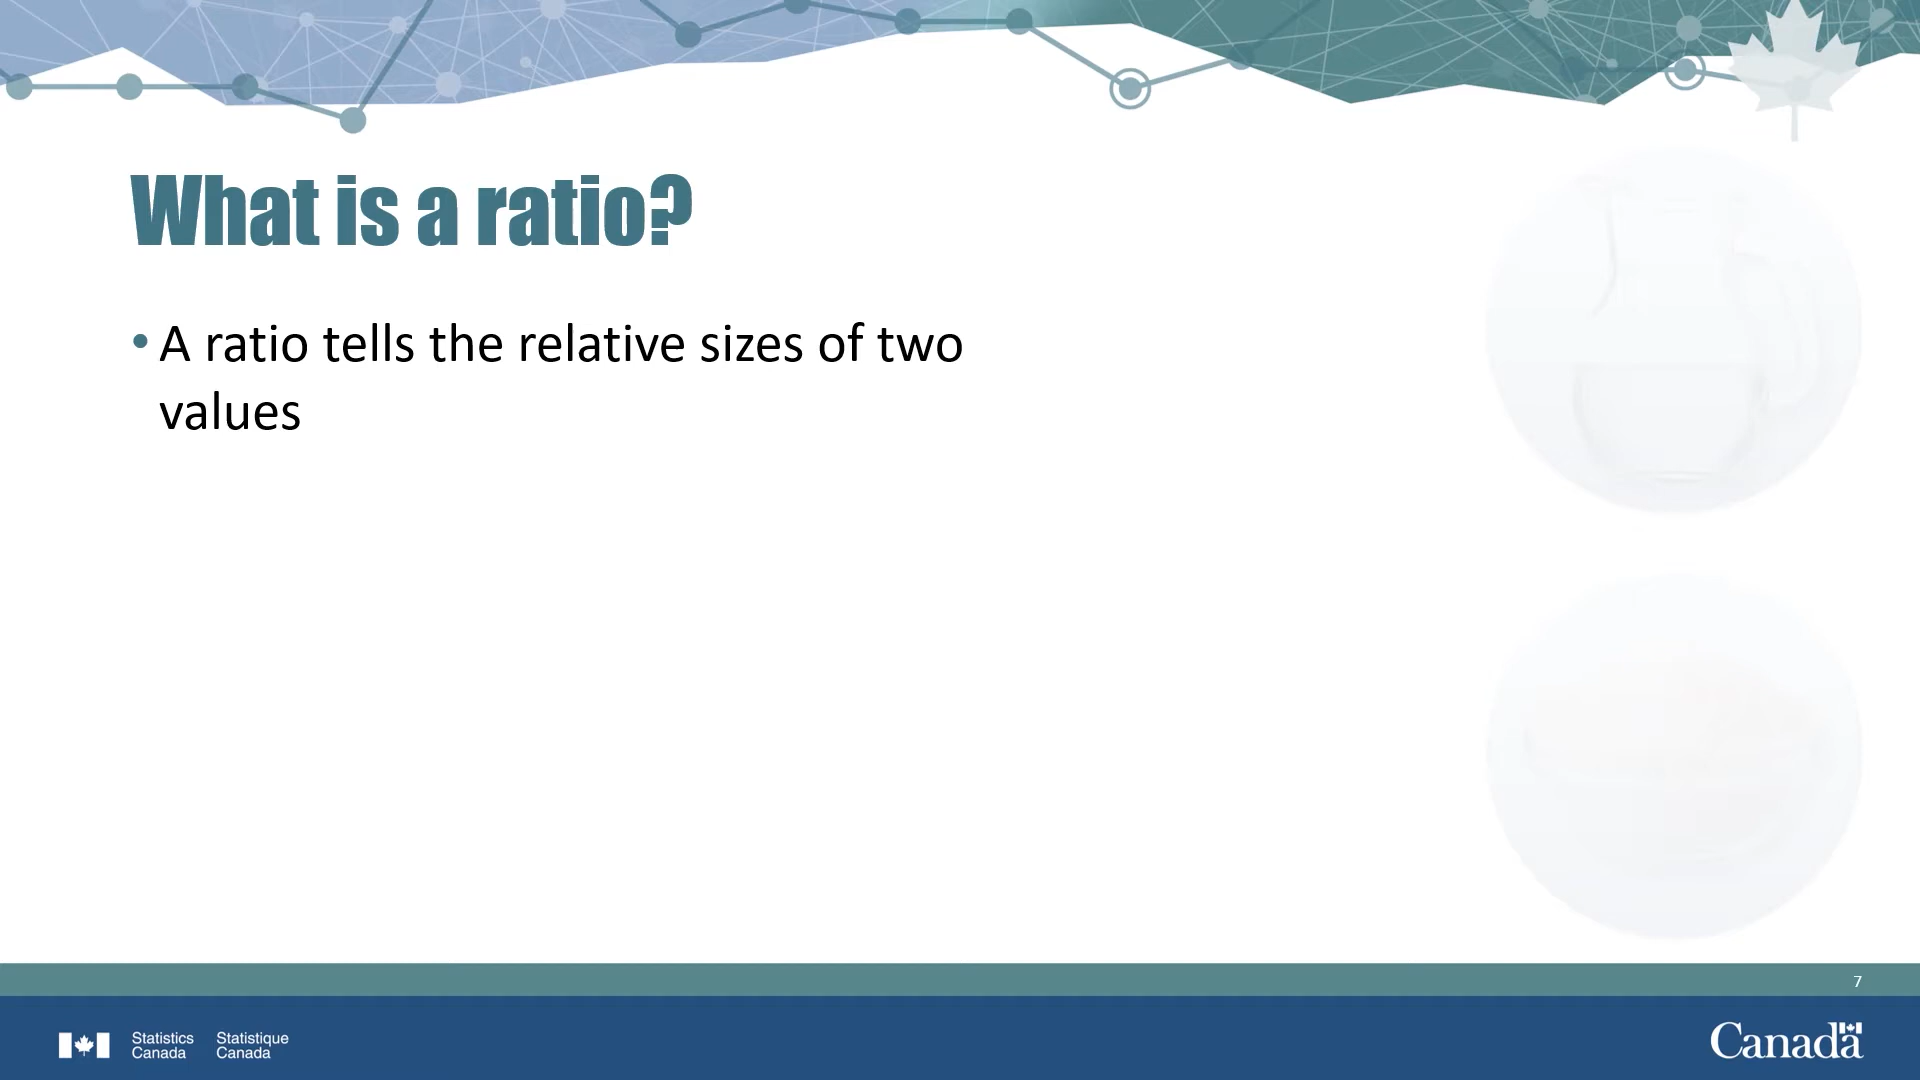 What is a ratio?
• A ratio tells the relative sizes of two
values
7
Statistics Statistique
Canada Canada
Canada